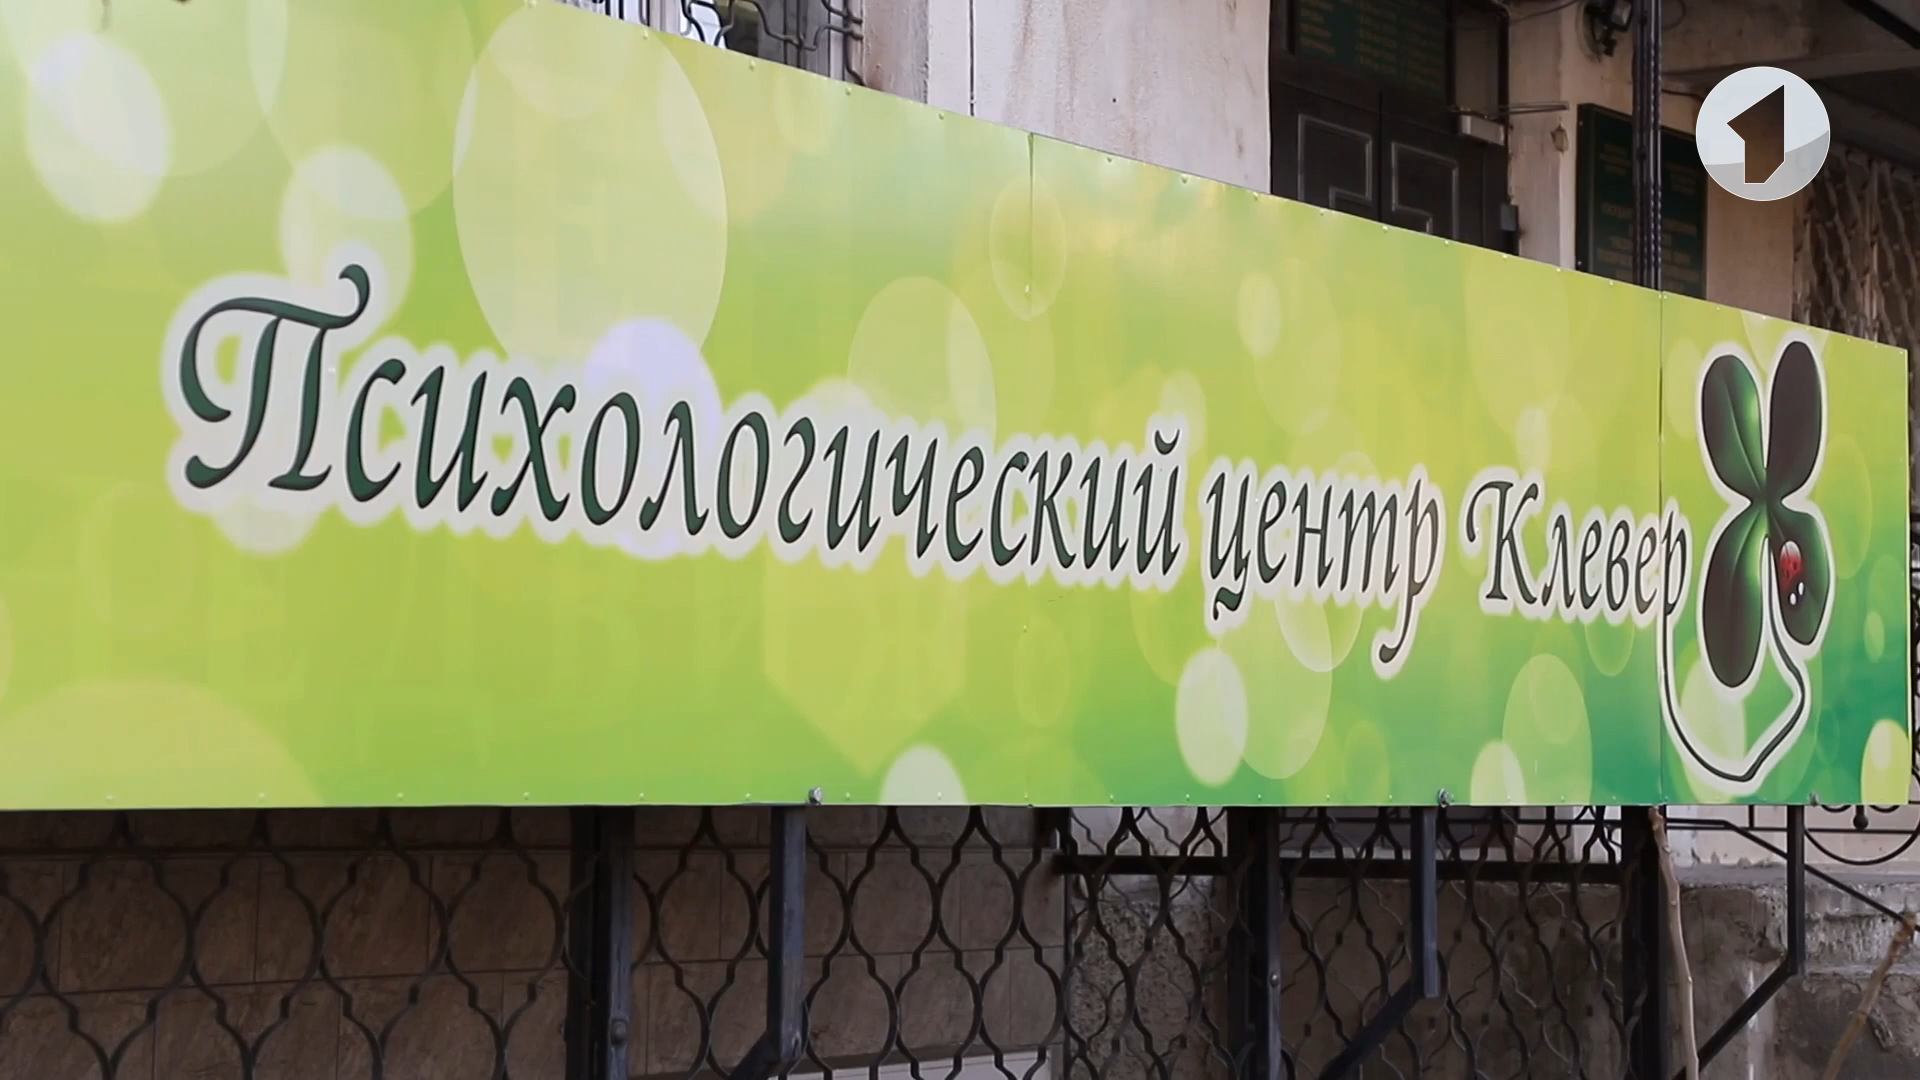 Психологический центр Клевер